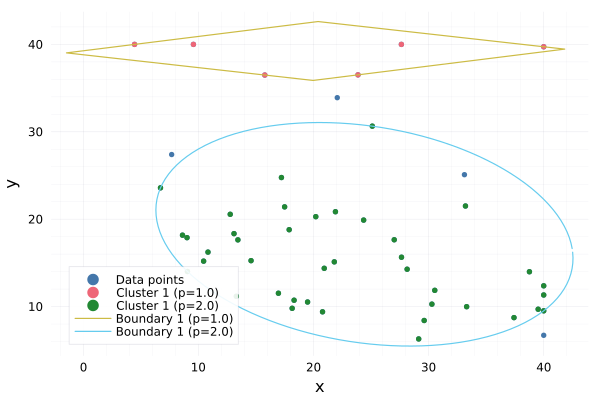 40
30
20
10
y
Data points
Cluster 1 (p=1.0)
Cluster 1 (p=2.0)
Boundary 1 (p=1.0)
Boundary 1 (p=2.0)
0 10 20 30 40
x